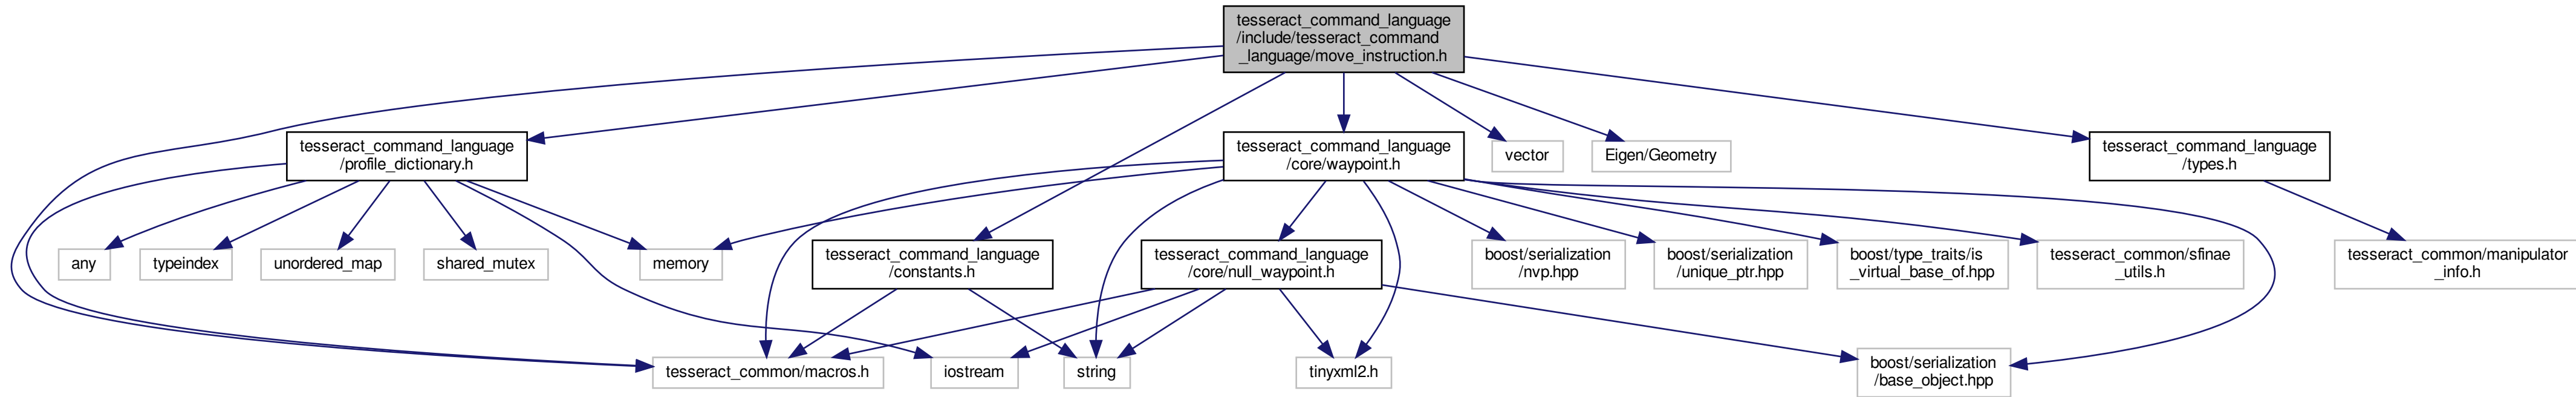 tesseract_command_language
/include/tesseract_command
_language/move_instruction.h
tesseract_command_language
/profile_dictionary.h
tesseract_command_language
/core/waypoint.h
vector
Eigen/Geometry
tesseract_command_language
/types.h
any
typeindex
unordered_map
shared_mutex
memory
tesseract_command_language
/constants.h
tesseract_command_language
/core/null_waypoint.h
boost/serialization
/nvp.hpp
boost/serialization
/unique_ptr.hpp
boost/type_traits/is
_virtual_base_of.hpp
tesseract_common/sfinae
_utils.h
tesseract_common/manipulator
_info.h
tesseract_common/macros.h
iostream
string
tinyxml2.h
boost/serialization
/base_object.hpp